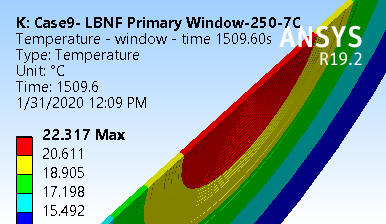 K: Case9- LBNF Primary Window-250-7C
Temperature - window - time 1509.60s
Type: Temperature
Unit: °C
Time: 1509.6
1/31/2020 12:09 PM
ANSYS
R19.2
22.317 Max
20.611
18.905
17.198
15.492